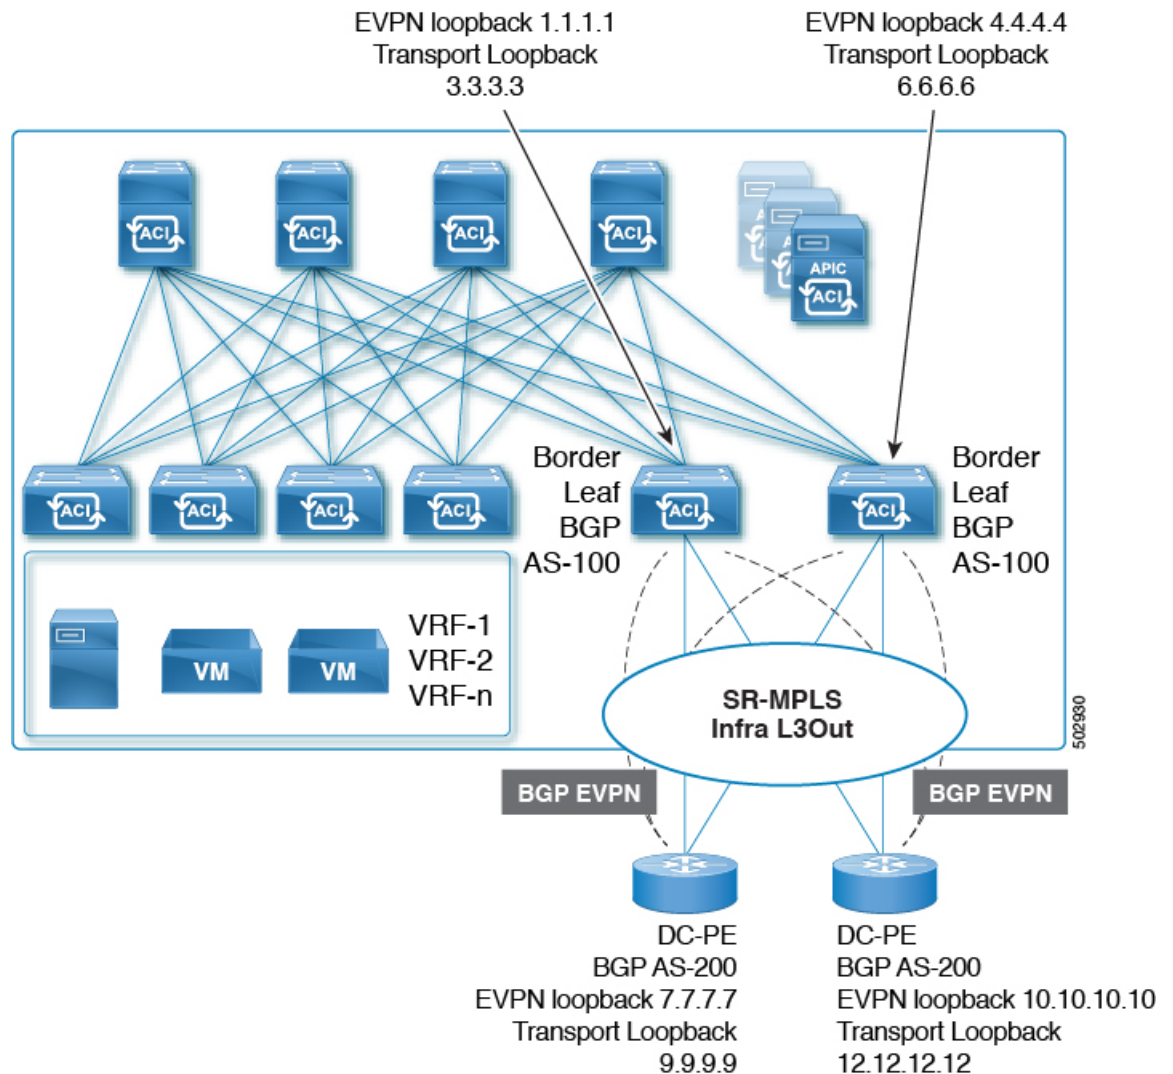 EVPN loopback 1.1.1.1
Transport Loopback
3.3.3.3
EVPN loopback 4.4.4.4
Transport Loopback
6.6.6.6
ACI
ACI
ACI
ACI
A
A
APIC
ACI
ACI
ACI
ACI
ACI
Border
Leaf
BGP
AS-100
ACI
ACI
Border
Leaf
BGP
AS-100
VM
VM
VRF-1
VRF-2
VRF-n
SR-MPLS
Infra L3Out
502930
BGP EVPN
BGP EVPN
DC-PE
BGP AS-200
EVPN loopback 7.7.7.7
Transport Loopback
9.9.9.9
DC-PE
BGP AS-200
EVPN loopback 10.10.10.10
Transport Loopback
12.12.12.12